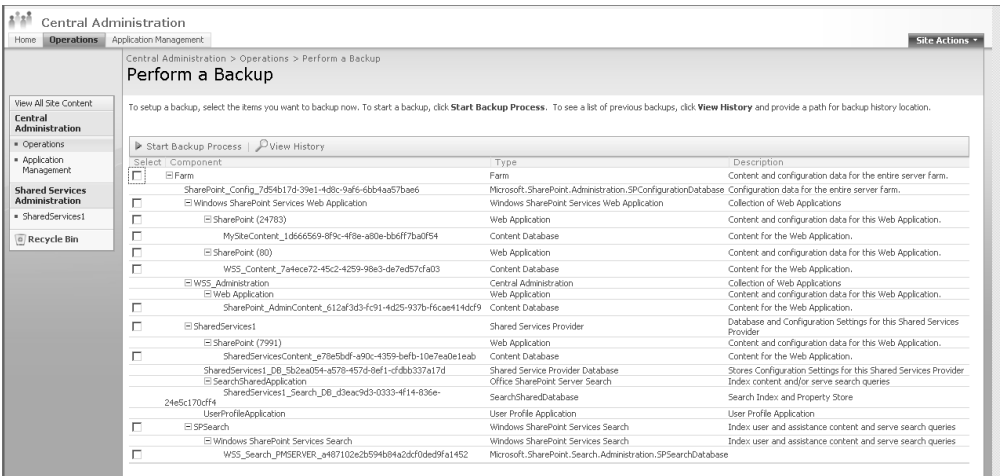 Central Administration
Home Operations Application Management Site Actions
Central Administration > Operations > Perform a Backup
Perform a Backup
View All Site Content
Central Administration
Operations
Application Management
Shared Services Administration
SharedServices1
Recycle Bin
To setup a backup, select the items you want to backup now. To start a backup, click Start Backup Process. To see a list of previous backups, click View History and provide a path for backup history location.
Start Backup Process | View History
Select Component Type Description
Farm Farm Content and configuration data for the entire server farm.
SharePoint_Config_7d54b17d-39e1-4d8c-9af6-6bb4aa57bae6 Microsoft.SharePoint.Administration.SPConfigurationDatabase Configuration data for the entire server farm.
Windows SharePoint Services Web Application Windows SharePoint Services Web Application Collection of Web Applications
SharePoint (24783) Web Application Content and configuration data for this Web Application.
MySiteContent_1d666569-8f9c-4f8e-a80e-bb6ff7ba0f54 Content Database Content for the Web Application.
SharePoint (80) Web Application Content and configuration data for this Web Application.
WSS_Content_7a4ece72-45c2-4259-98e3-de7ed57cfa03 Content Database Content for the Web Application.
WSS_Administration Central Administration Collection of Web Applications
Web Application Web Application Content and configuration data for this Web Application.
SharePoint_AdminContent_612af3d3-fc91-4d25-937b-f6cae414dcf9 Content Database Content for the Web Application.
SharedServices1 Shared Services Provider Database and Configuration Settings for this Shared Services Provider
SharePoint (7991) Web Application Content and configuration data for this Web Application.
SharedServicesContent_e78e5bdf-a90c-4359-befb-10e7ea0e1eab Content Database Content for the Web Application.
SharedServices1_DB_5b2ea054-a578-457d-8ef1-cfdbb337a17d Shared Service Provider Database Stores Configuration Settings for this Shared Services Provider
SearchSharedApplication Office SharePoint Server Search Index content and/or serve search queries
SharedServices1_Search_DB_d3eac9d3-0333-4f14-836e-24e5c170cff4 SearchSharedDatabase Search Index and Property Store
UserProfileApplication User Profile Application User Profile Application
SPSearch Windows SharePoint Services Search Index user and assistance content and serve search queries
Windows SharePoint Services Search Windows SharePoint Services Search Index user and assistance content and serve search queries
WSS_Search_PMSERVER_a487102e2b594b84a2dcf0ded9fa1452 Microsoft.SharePoint.Search.Administration.SPSearchDatabase